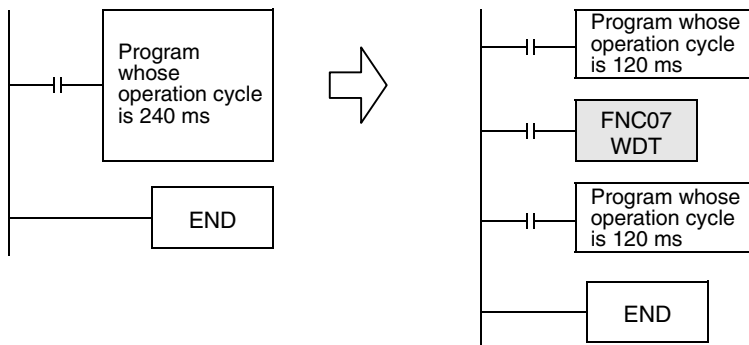 Program
whose
operation cycle
is 240 ms
END
Program whose
operation cycle
is 120 ms
FNC07
WDT
Program whose
operation cycle
is 120 ms
END